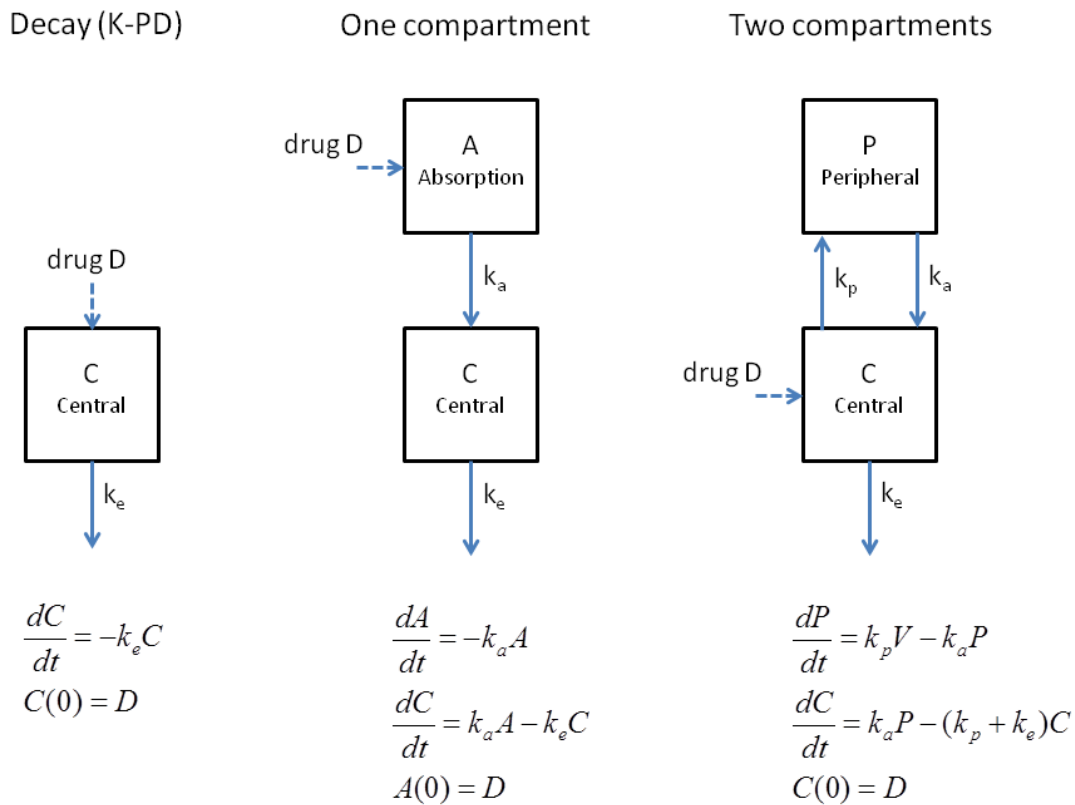 Decay (K-PD)
One compartment
Two compartments
drug D
C
Central
k_e
dC/dt = −k_e C
C(0) = D
drug D
A
Absorption
k_a
C
Central
k_e
dA/dt = −k_a A
dC/dt = k_a A − k_e C
A(0) = D
P
Peripheral
k_p
k_a
drug D
C
Central
k_e
dP/dt = k_p V − k_a P
dC/dt = k_a P − (k_p + k_e)C
C(0) = D